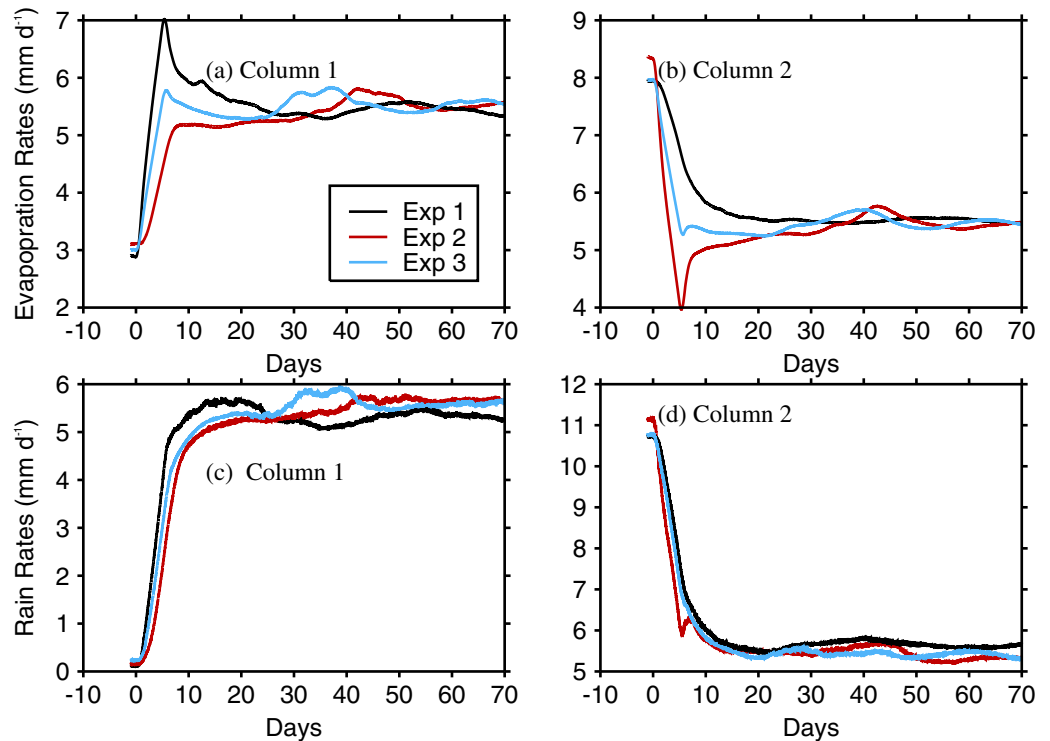 Evapopration Rates (mm d-1)
7
6
5
4
3
2
(a) Column 1
Exp 1
Exp 2
Exp 3
-10 0 10 20 30 40 50 60 70
Days
9
8
7
6
5
4
(b) Column 2
-10 0 10 20 30 40 50 60 70
Days
Rain Rates (mm d-1)
6
5
4
3
2
1
0
(c) Column 1
-10 0 10 20 30 40 50 60 70
Days
12
11
10
9
8
7
6
5
(d) Column 2
-10 0 10 20 30 40 50 60 70
Days